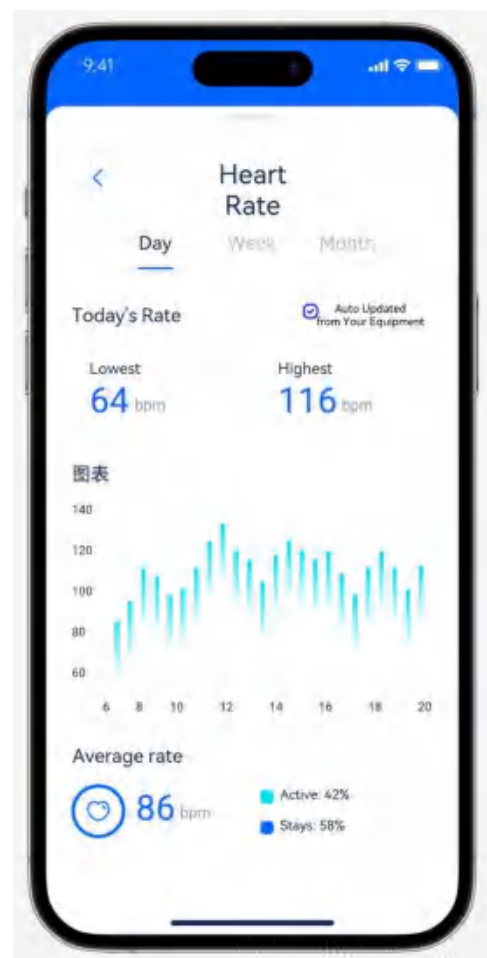 9:41
Heart
Rate
Day Week Month
Today's Rate
Auto Updated
from Your Equipment
Lowest Highest
64 bpm 116 bpm
图表
140
120
100
80
60
6 8 10 12 14 16 18 20
Average rate
86 bpm
Active: 42%
Stays: 58%